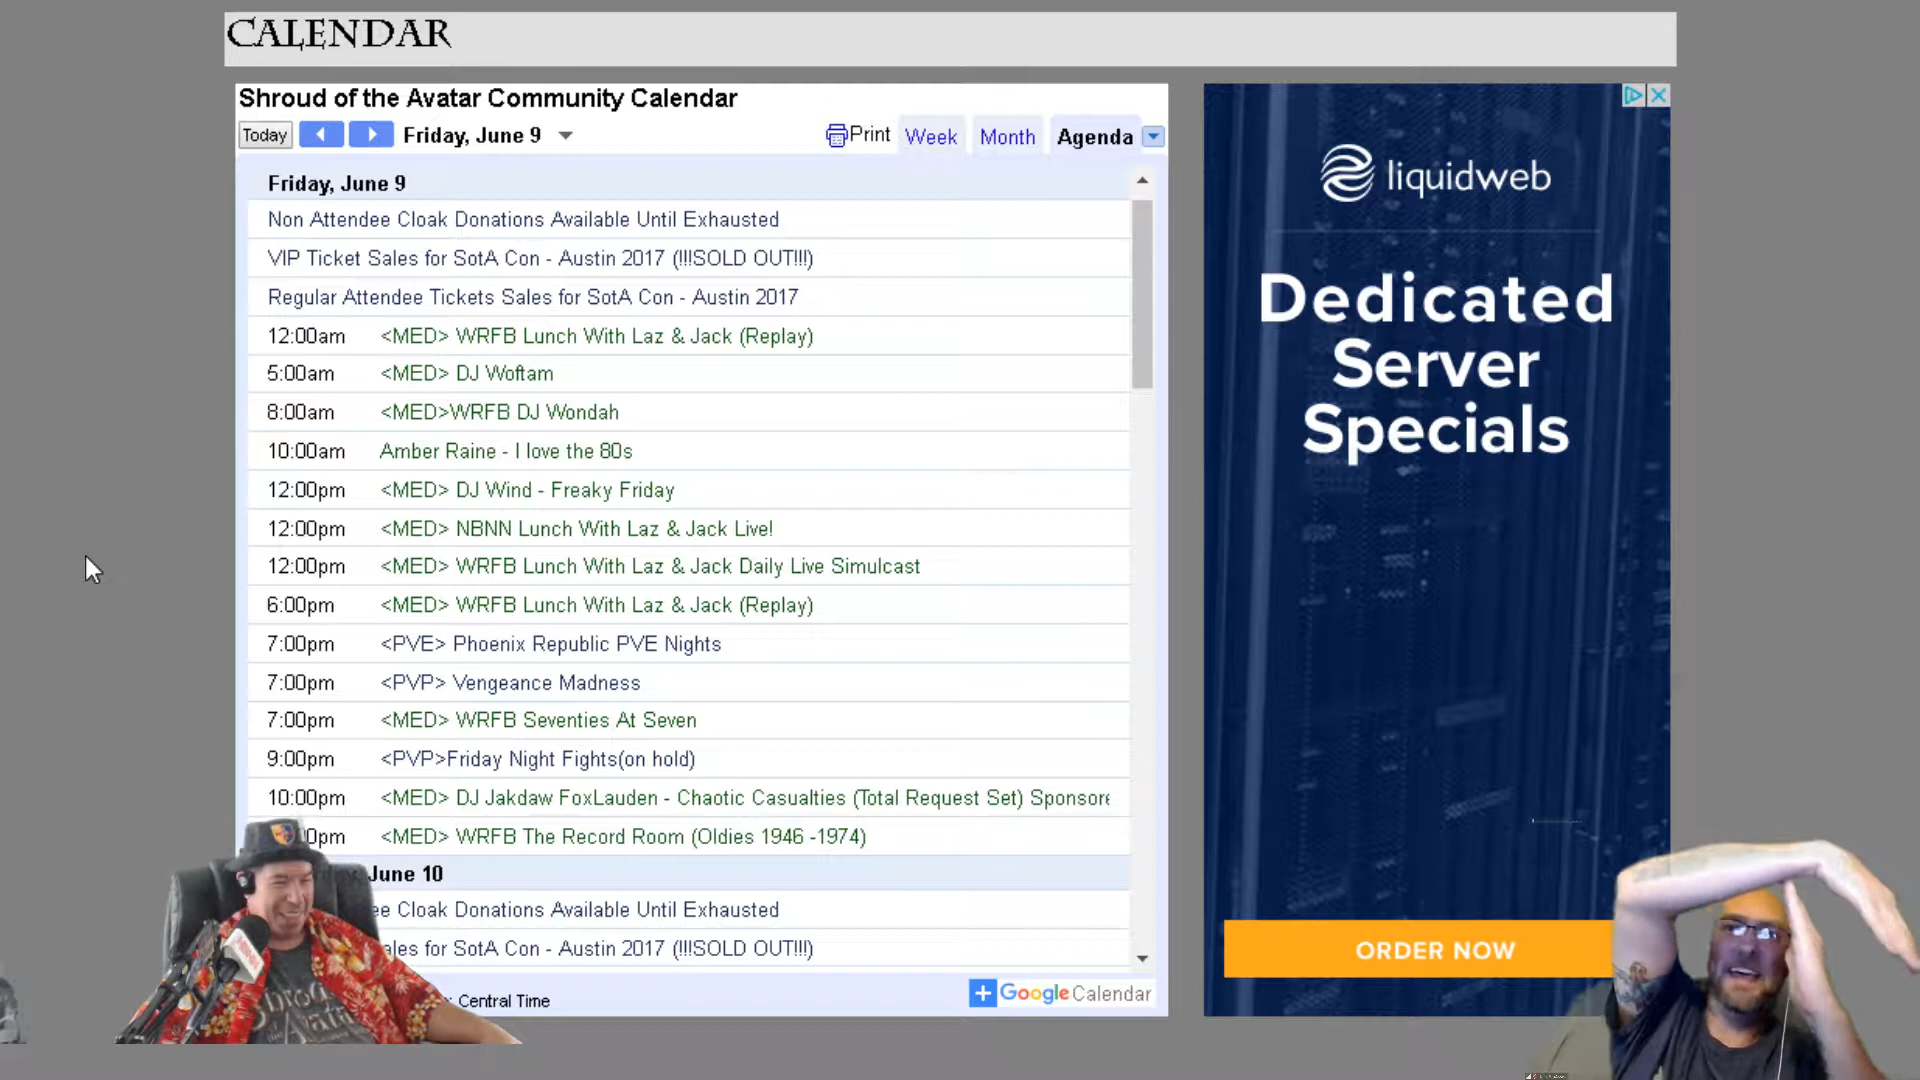 CALENDAR
Shroud of the Avatar Community Calendar
Today Friday, June 9 Print Week Month Agenda
Friday, June 9
Non Attendee Cloak Donations Available Until Exhausted
VIP Ticket Sales for SotA Con - Austin 2017 (!!!SOLD OUT!!!)
Regular Attendee Tickets Sales for SotA Con - Austin 2017
12:00am <MED> WRFB Lunch With Laz & Jack (Replay)
5:00am <MED> DJ Woftam
8:00am <MED>WRFB DJ Wondah
10:00am Amber Raine - I love the 80s
12:00pm <MED> DJ Wind - Freaky Friday
12:00pm <MED> NBNN Lunch With Laz & Jack Live!
12:00pm <MED> WRFB Lunch With Laz & Jack Daily Live Simulcast
6:00pm <MED> WRFB Lunch With Laz & Jack (Replay)
7:00pm <PVE> Phoenix Republic PVE Nights
7:00pm <PVP> Vengeance Madness
7:00pm <MED> WRFB Seventies At Seven
9:00pm <PVP>Friday Night Fights(on hold)
10:00pm <MED> DJ Jakdaw FoxLauden - Chaotic Casualties (Total Request Set) Sponsore
0pm <MED> WRFB The Record Room (Oldies 1946 -1974)
June 10
ee Cloak Donations Available Until Exhausted
ales for SotA Con - Austin 2017 (!!!SOLD OUT!!!)
: Central Time
Google Calendar
liquidweb
Dedicated
Server
Specials
ORDER NOW